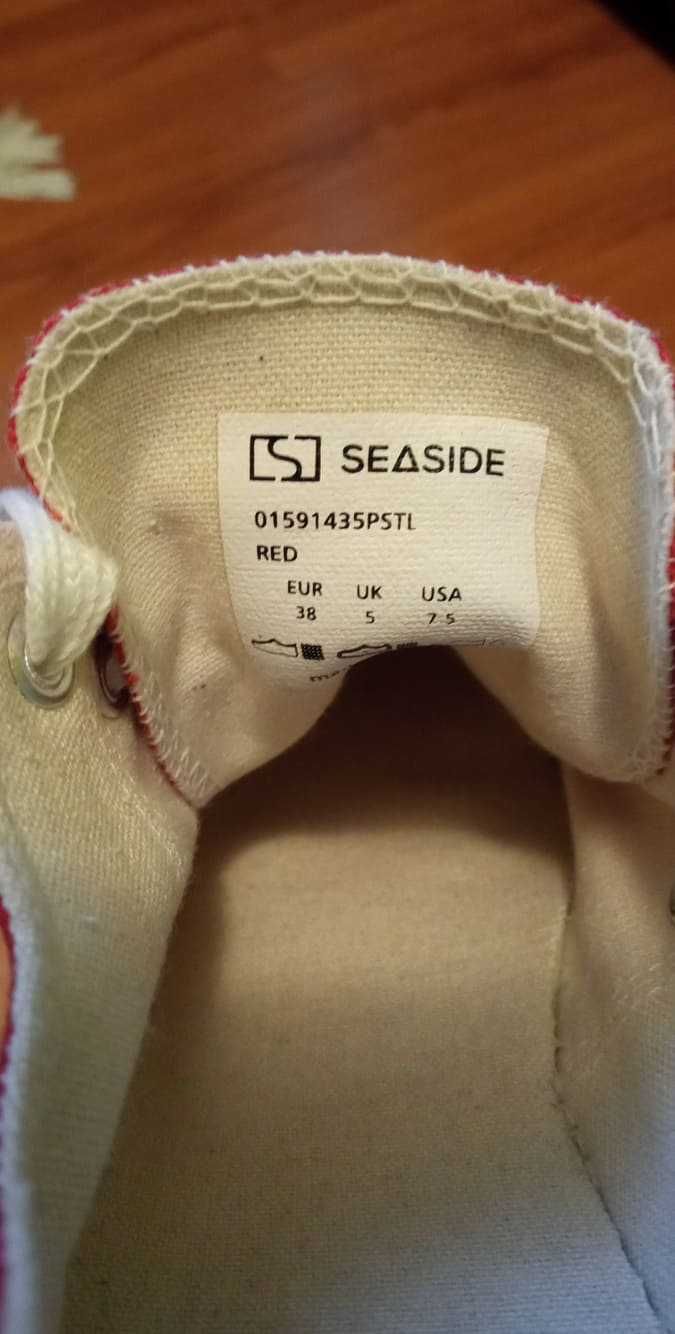 SEASIDE
01591435PSTL
RED
EUR UK USA
38 5 7 5